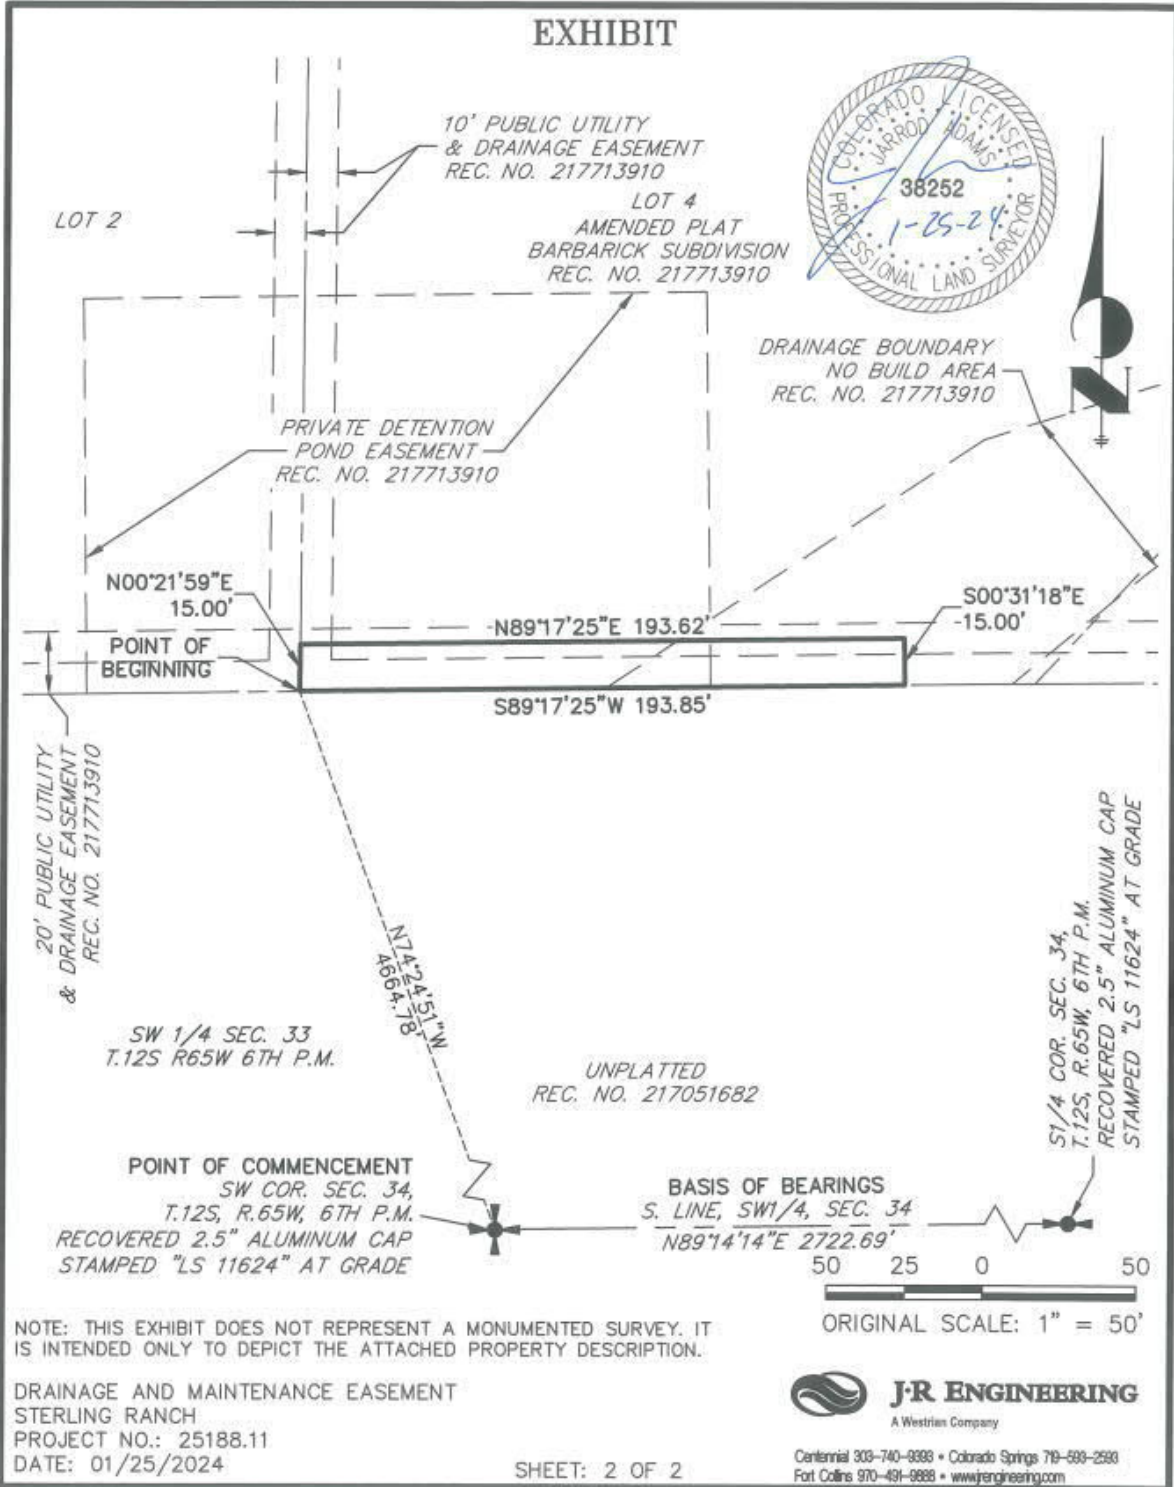 EXHIBIT
10' PUBLIC UTILITY
& DRAINAGE EASEMENT
REC. NO. 217713910
LOT 2
LOT 4
AMENDED PLAT
BARBARICK SUBDIVISION
REC. NO. 217713910
COLORADO LICENSED
JARROD ADAMS
38252
1-25-24
PROFESSIONAL LAND SURVEYOR
N
DRAINAGE BOUNDARY
NO BUILD AREA
REC. NO. 217713910
PRIVATE DETENTION
POND EASEMENT
REC. NO. 217713910
N00°21'59"E
15.00'
S00°31'18"E
15.00'
N89°17'25"E 193.62'
POINT OF
BEGINNING
S89°17'25"W 193.85'
20' PUBLIC UTILITY
& DRAINAGE EASEMENT
REC. NO. 217713910
N74°24'51"W
4664.78'
SW 1/4 SEC. 33
T.12S R65W 6TH P.M.
UNPLATTED
REC. NO. 217051682
S1/4 COR. SEC. 34,
T.12S, R.65W, 6TH P.M.
RECOVERED 2.5" ALUMINUM CAP
STAMPED "LS 11624" AT GRADE
POINT OF COMMENCEMENT
SW COR. SEC. 34,
T.12S, R.65W, 6TH P.M.
RECOVERED 2.5" ALUMINUM CAP
STAMPED "LS 11624" AT GRADE
BASIS OF BEARINGS
S. LINE, SW1/4, SEC. 34
N89°14'14"E 2722.69'
50 25 0 50
ORIGINAL SCALE: 1" = 50'
NOTE: THIS EXHIBIT DOES NOT REPRESENT A MONUMENTED SURVEY. IT
IS INTENDED ONLY TO DEPICT THE ATTACHED PROPERTY DESCRIPTION.
DRAINAGE AND MAINTENANCE EASEMENT
STERLING RANCH
PROJECT NO.: 25188.11
DATE: 01/25/2024
SHEET: 2 OF 2
J·R ENGINEERING
A Westrian Company
Centennial 303-740-9393 • Colorado Springs 719-593-2593
Fort Collins 970-491-9888 • www.jrengineering.com